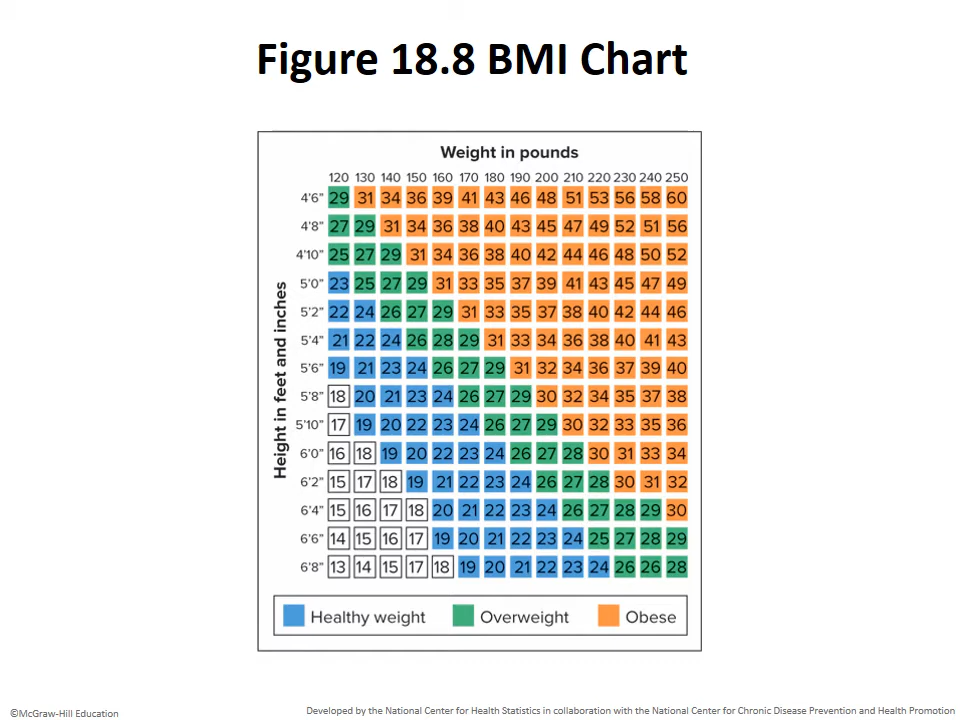 Figure 18.8 BMI Chart
Weight in pounds
120 130 140 150 160 170 180 190 200 210 220 230 240 250
4'6" 29 31 34 36 39 41 43 46 48 51 53 56 58 60
4'8" 27 29 31 34 36 38 40 43 45 47 49 52 51 56
4'10" 25 27 29 31 34 36 38 40 42 44 46 48 50 52
5'0" 23 25 27 29 31 33 35 37 39 41 43 45 47 49
5'2" 22 24 26 27 29 31 33 35 37 38 40 42 44 46
5'4" 21 22 24 26 28 29 31 33 34 36 38 40 41 43
5'6" 19 21 23 24 26 27 29 31 32 34 36 37 39 40
5'8" 18 20 21 23 24 26 27 29 30 32 34 35 37 38
5'10" 17 19 20 22 23 24 26 27 29 30 32 33 35 36
6'0" 16 18 19 20 22 23 24 26 27 28 30 31 33 34
6'2" 15 17 18 19 21 22 23 24 26 27 28 30 31 32
6'4" 15 16 17 18 20 21 22 23 24 26 27 28 29 30
6'6" 14 15 16 17 19 20 21 22 23 24 25 27 28 29
6'8" 13 14 15 17 18 19 20 21 22 23 24 26 26 28
Height in feet and inches
Healthy weight Overweight Obese
©McGraw-Hill Education
Developed by the National Center for Health Statistics in collaboration with the National Center for Chronic Disease Prevention and Health Promotion